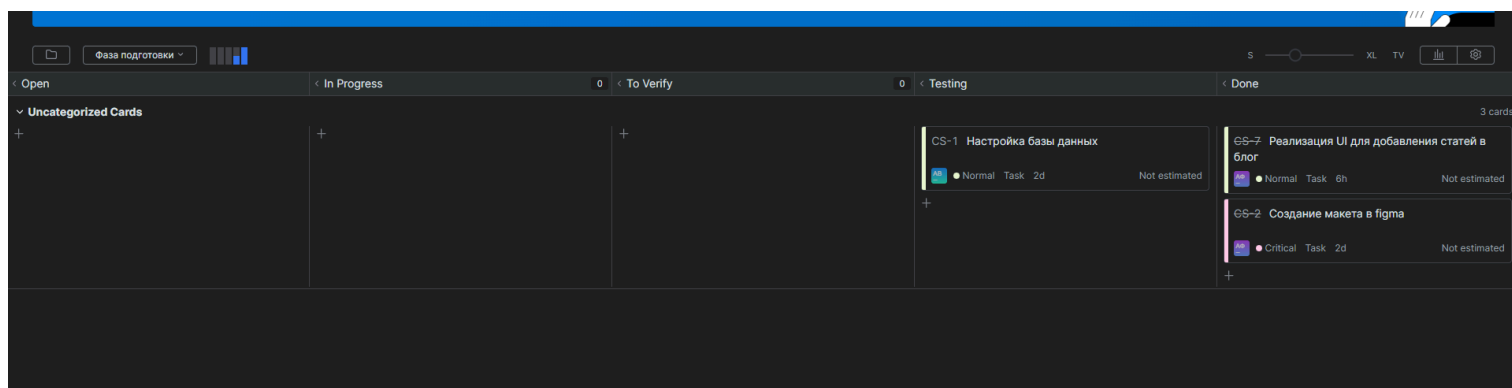 Фаза подготовки
S XL TV
Open
In Progress 0
To Verify 0
Testing
Done
Uncategorized Cards 3 cards
CS-1 Настройка базы данных
Normal Task 2d Not estimated
CS-7 Реализация UI для добавления статей в
блог
Normal Task 6h Not estimated
CS-2 Создание макета в figma
Critical Task 2d Not estimated